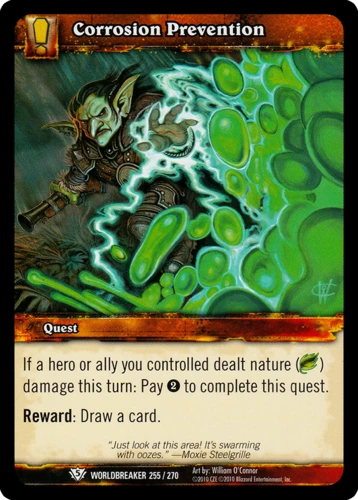 Corrosion Prevention
Quest
If a hero or ally you controlled dealt nature ( )
damage this turn: Pay 2 to complete this quest.
Reward: Draw a card.
"Just look at this area! It's swarming
with oozes." —Moxie Steelgrille
WORLDBREAKER 255 / 270
Art by: William O'Connor
©2010 CZE ©2010 Blizzard Entertainment, Inc.